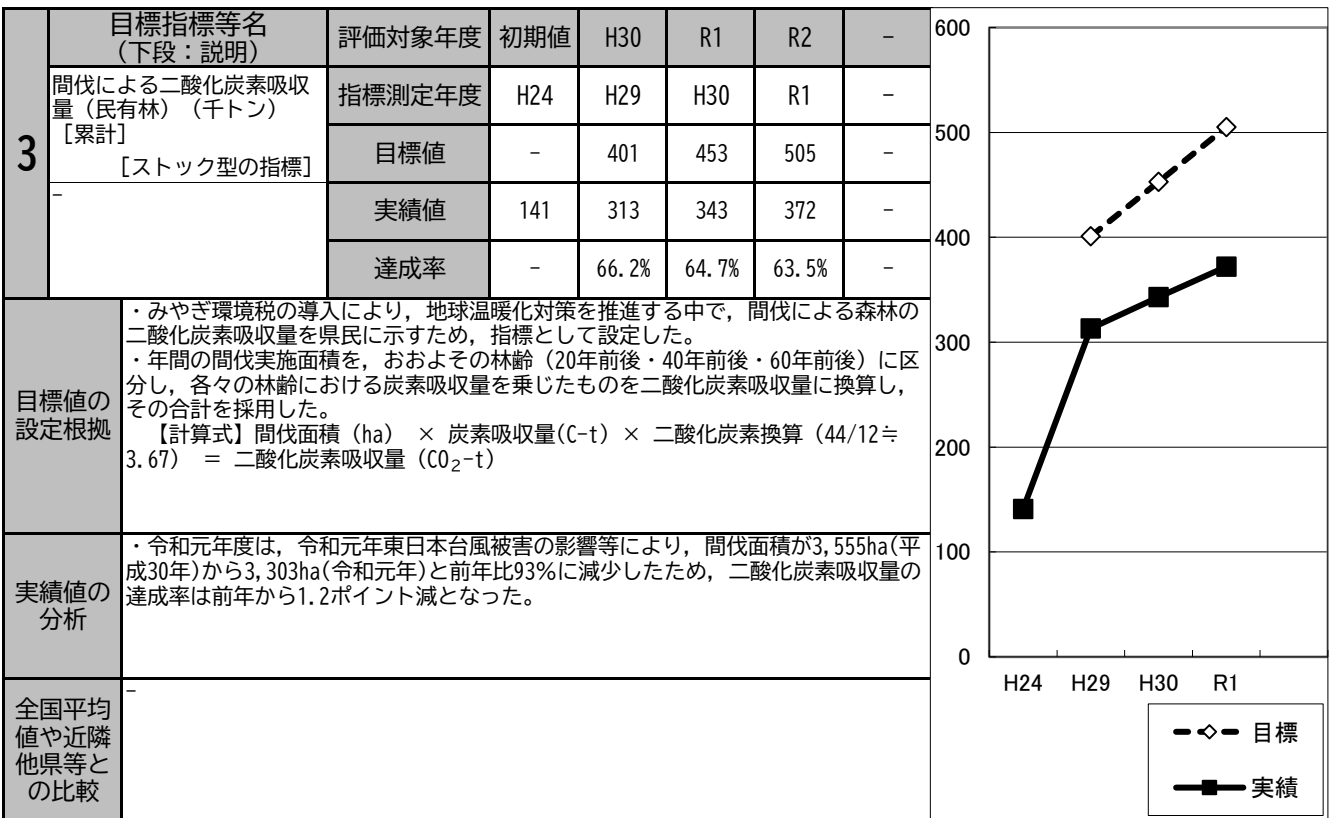 3
目標指標等名
（下段：説明）
評価対象年度 初期値 H30 R1 R2 -
間伐による二酸化炭素吸収
量（民有林）（千トン）
［累計］
［ストック型の指標］
-
指標測定年度 H24 H29 H30 R1 -
目標値 - 401 453 505 -
実績値 141 313 343 372 -
達成率 - 66.2% 64.7% 63.5% -
目標値の
設定根拠
・みやぎ環境税の導入により，地球温暖化対策を推進する中で，間伐による森林の
二酸化炭素吸収量を県民に示すため，指標として設定した。
・年間の間伐実施面積を，おおよその林齢（20年前後・40年前後・60年前後）に区
分し，各々の林齢における炭素吸収量を乗じたものを二酸化炭素吸収量に換算し，
その合計を採用した。
【計算式】間伐面積（ha） × 炭素吸収量(C-t) × 二酸化炭素換算（44/12≒
3.67） ＝ 二酸化炭素吸収量（CO₂-t）
実績値の
分析
・令和元年度は，令和元年東日本台風被害の影響等により，間伐面積が3,555ha(平
成30年)から3,303ha(令和元年)と前年比93％に減少したため，二酸化炭素吸収量の
達成率は前年から1.2ポイント減となった。
全国平均
値や近隣
他県等と
の比較
-
600
500
400
300
200
100
0
H24 H29 H30 R1
目標
実績